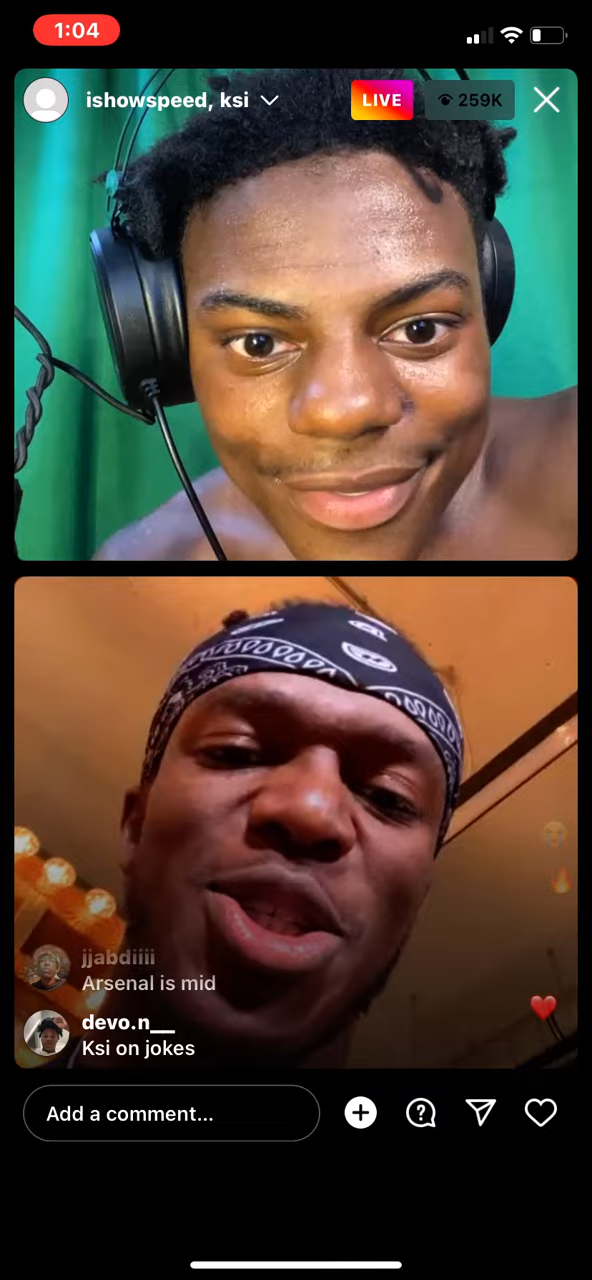 1:04
ishowspeed, ksi
LIVE
259K
jjabdiiii
Arsenal is mid
devo.n__
Ksi on jokes
Add a comment...